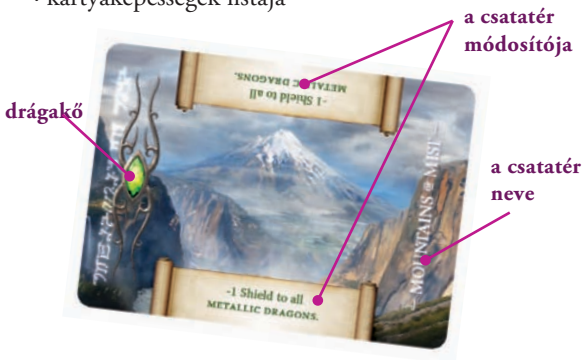 • kártyaképességek listája
a csatatér
módosítója
drágakő
-1 Shield to all
METALLIC DRAGONS.
a csatatér
neve
MOUNTAINS of MIST
-1 Shield to all
METALLIC DRAGONS.